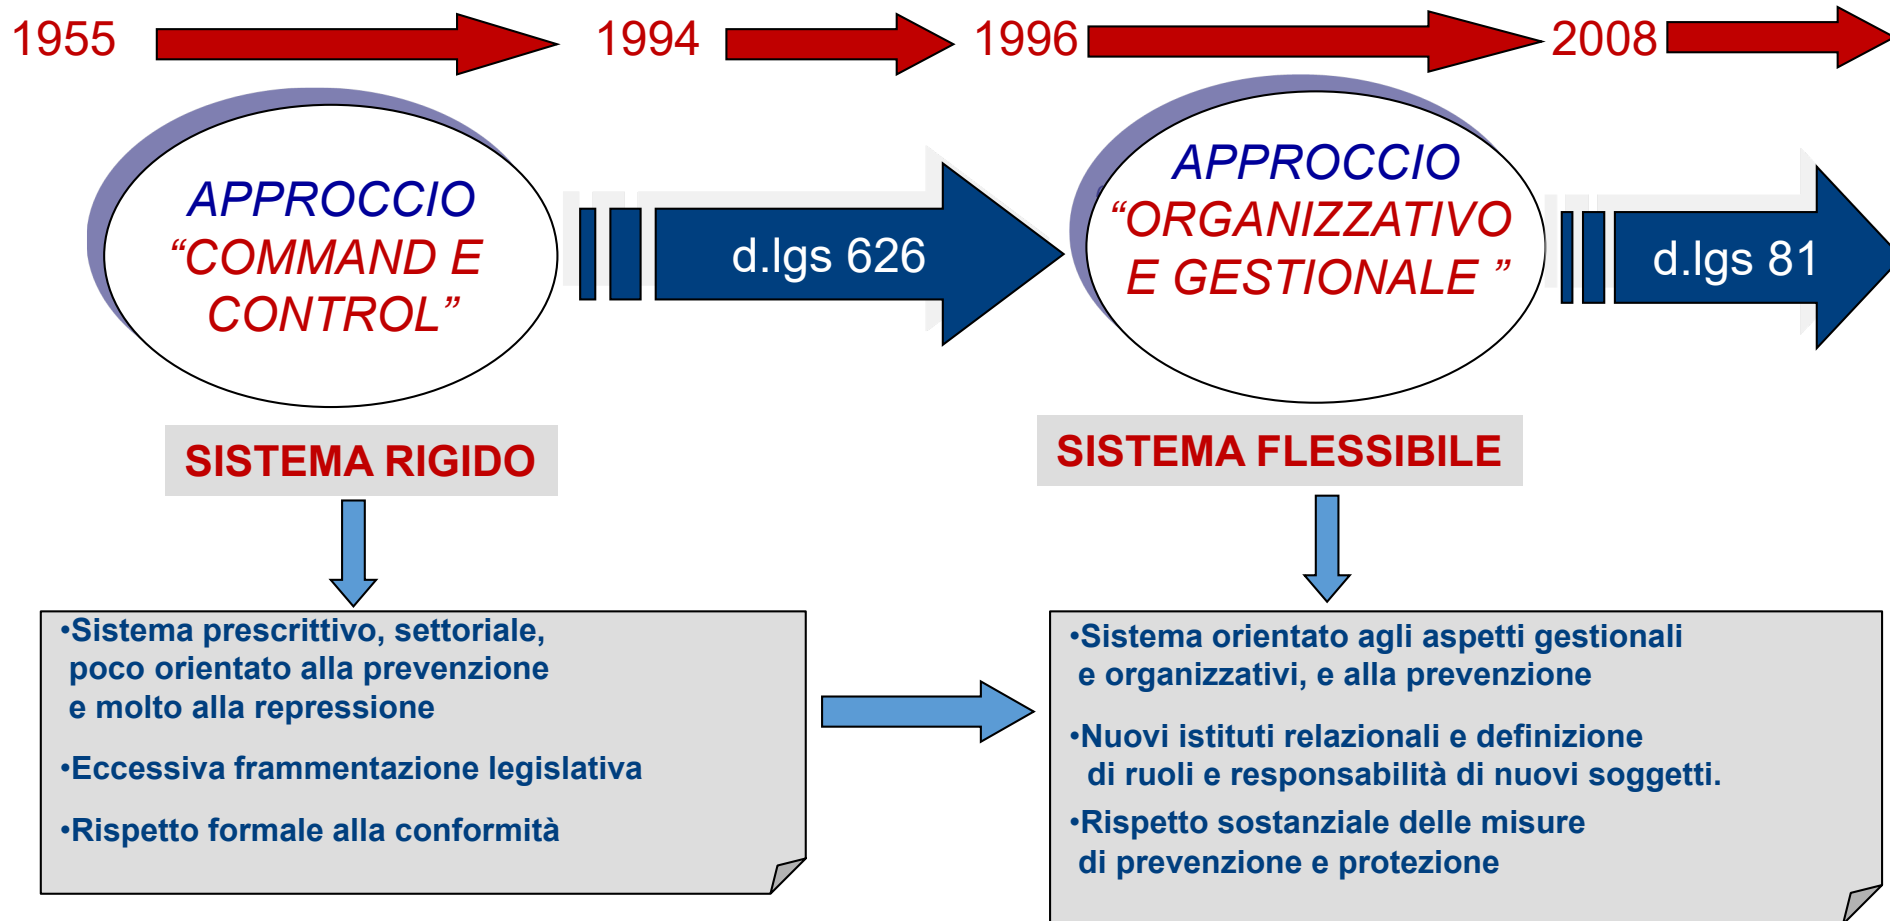 1955
1994
1996
2008
APPROCCIO
“COMMAND E
CONTROL”
d.lgs 626
APPROCCIO
“ORGANIZZATIVO
E GESTIONALE ”
d.lgs 81
SISTEMA RIGIDO
SISTEMA FLESSIBILE
•Sistema prescrittivo, settoriale,
poco orientato alla prevenzione
e molto alla repressione
•Eccessiva frammentazione legislativa
•Rispetto formale alla conformità
•Sistema orientato agli aspetti gestionali
e organizzativi, e alla prevenzione
•Nuovi istituti relazionali e definizione
di ruoli e responsabilità di nuovi soggetti.
•Rispetto sostanziale delle misure
di prevenzione e protezione